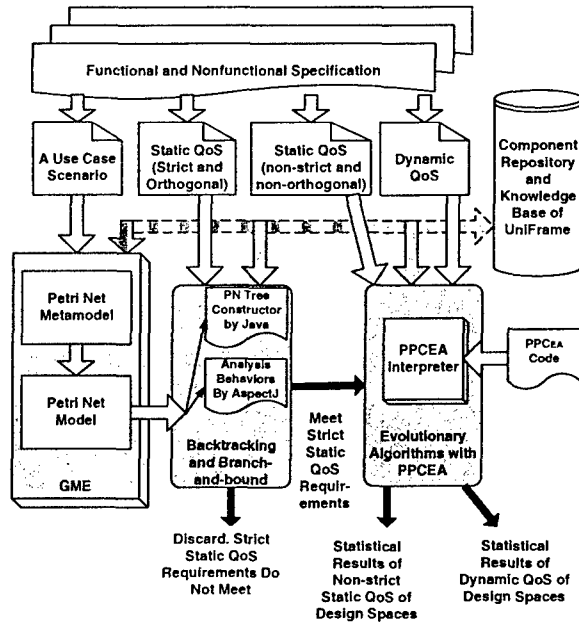 Functional and Nonfunctional Specification
A Use Case
Scenario
Static QoS
(Strict and
Orthogonal)
Static QoS
(non-strict and
non-orthogonal)
Dynamic
QoS
Component
Repository
and
Knowledge
Base of
UniFrame
Petri Net
Metamodel
Petri Net
Model
GME
PN Tree
Constructor
by Java
Analysis
Behaviors
By AspectJ
Backtracking
and Branch-
and-bound
Meet
Strict
Static
QoS
Require-
ments
PPCEA
Interpreter
Evolutionary
Algorithms with
PPCEA
PPCEA
Code
Discard. Strict
Static QoS
Requirements Do
Not Meet
Statistical
Results of
Non-strict
Static QoS of
Design Spaces
Statistical
Results of
Dynamic QoS of
Design Spaces